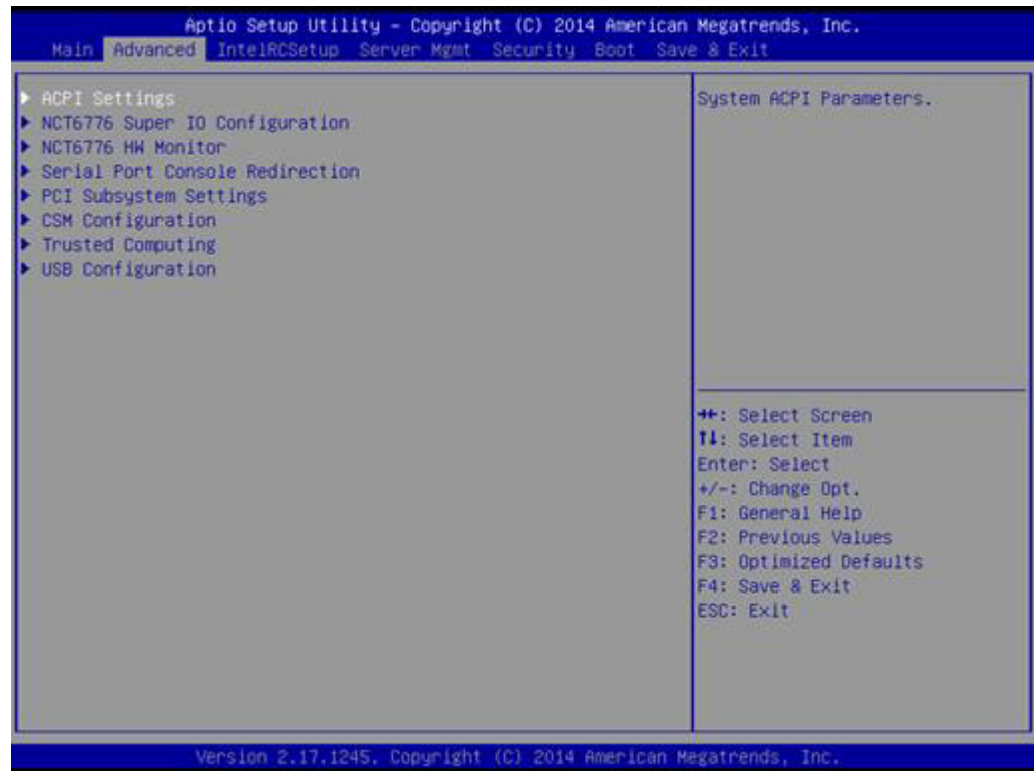 Aptio Setup Utility – Copyright (C) 2014 American Megatrends, Inc.
Main Advanced IntelRCSetup Server Mgmt Security Boot Save & Exit
ACPI Settings
NCT6776 Super IO Configuration
NCT6776 HW Monitor
Serial Port Console Redirection
PCI Subsystem Settings
CSM Configuration
Trusted Computing
USB Configuration
System ACPI Parameters.
→←: Select Screen
↑↓: Select Item
Enter: Select
+/-: Change Opt.
F1: General Help
F2: Previous Values
F3: Optimized Defaults
F4: Save & Exit
ESC: Exit
Version 2.17.1245. Copyright (C) 2014 American Megatrends, Inc.